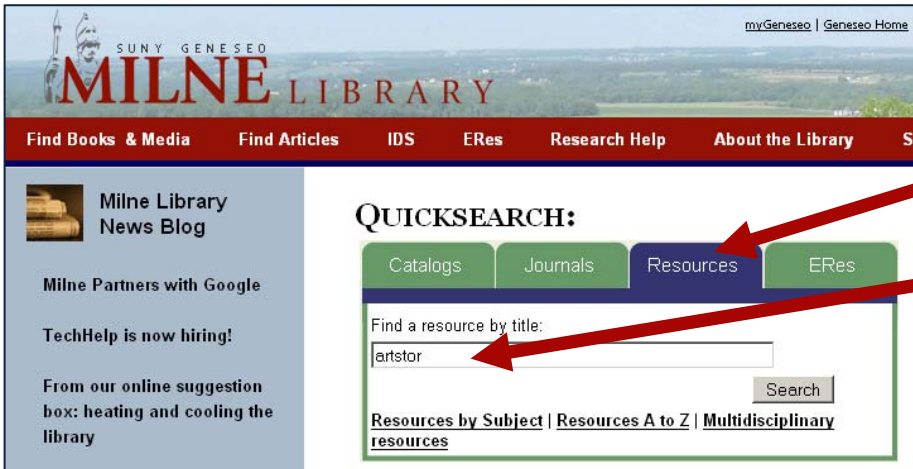 myGeneseo | Geneseo Home
SUNY GENESEO
MILNE LIBRARY
Find Books & Media Find Articles IDS ERes Research Help About the Library S
Milne Library
News Blog
Milne Partners with Google
TechHelp is now hiring!
From our online suggestion
box: heating and cooling the
library
QUICKSEARCH:
Catalogs Journals Resources ERes
Find a resource by title:
artstor
Search
Resources by Subject | Resources A to Z | Multidisciplinary
resources